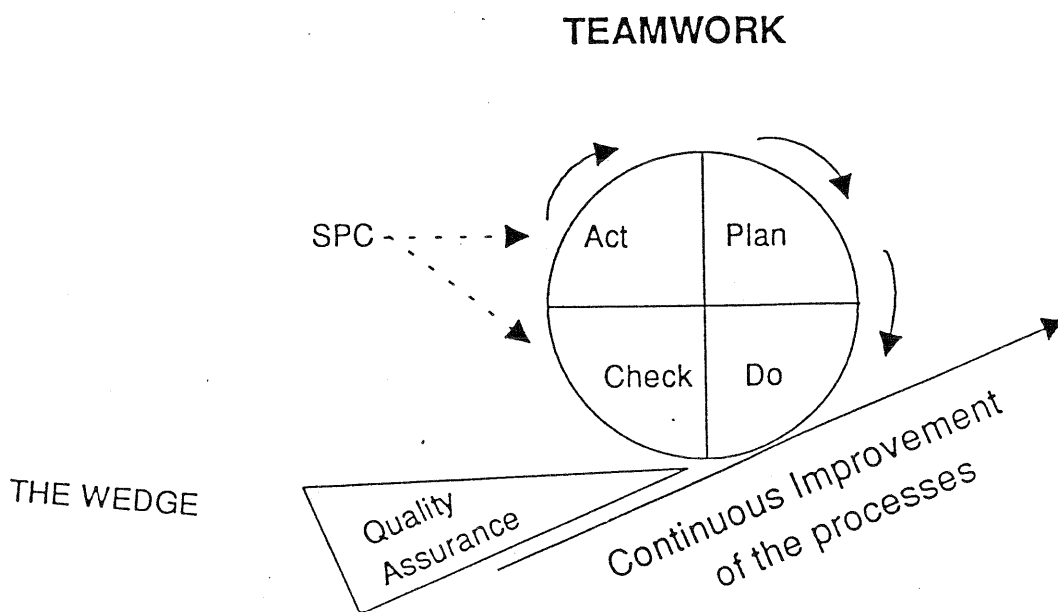 TEAMWORK
SPC
Act
Plan
Check
Do
THE WEDGE
Quality
Assurance
Continuous Improvement
of the processes